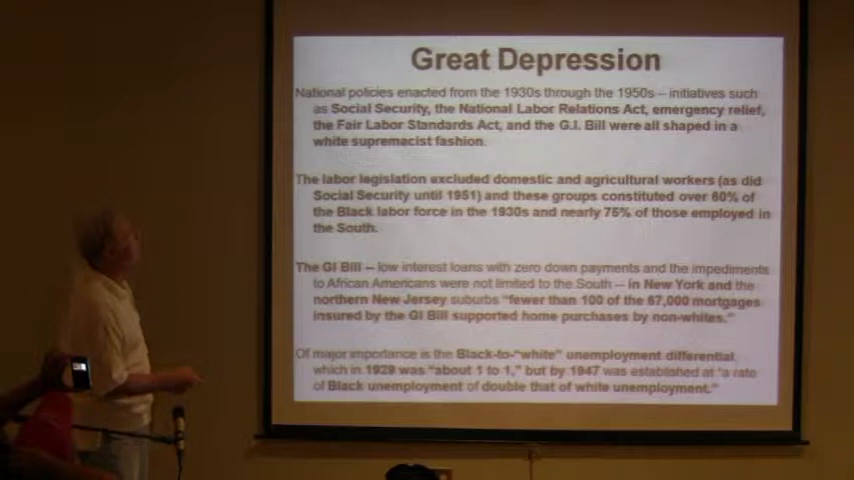 Great Depression
National policies enacted from the 1930s through the 1950s – initiatives such
as Social Security, the National Labor Relations Act, emergency relief,
the Fair Labor Standards Act, and the G.I. Bill were all shaped in a
white supremacist fashion.
The labor legislation excluded domestic and agricultural workers (as did
Social Security until 1951) and these groups constituted over 60% of
the Black labor force in the 1930s and nearly 75% of those employed in
the South.
The GI Bill – low interest loans with zero down payments and the impediments
to African Americans were not limited to the South – in New York and the
northern New Jersey suburbs "fewer than 100 of the 67,000 mortgages
insured by the GI Bill supported home purchases by non-whites."
Of major importance is the Black-to-"white" unemployment differential,
which in 1929 was "about 1 to 1," but by 1947 was established at "a rate
of Black unemployment of double that of white unemployment."